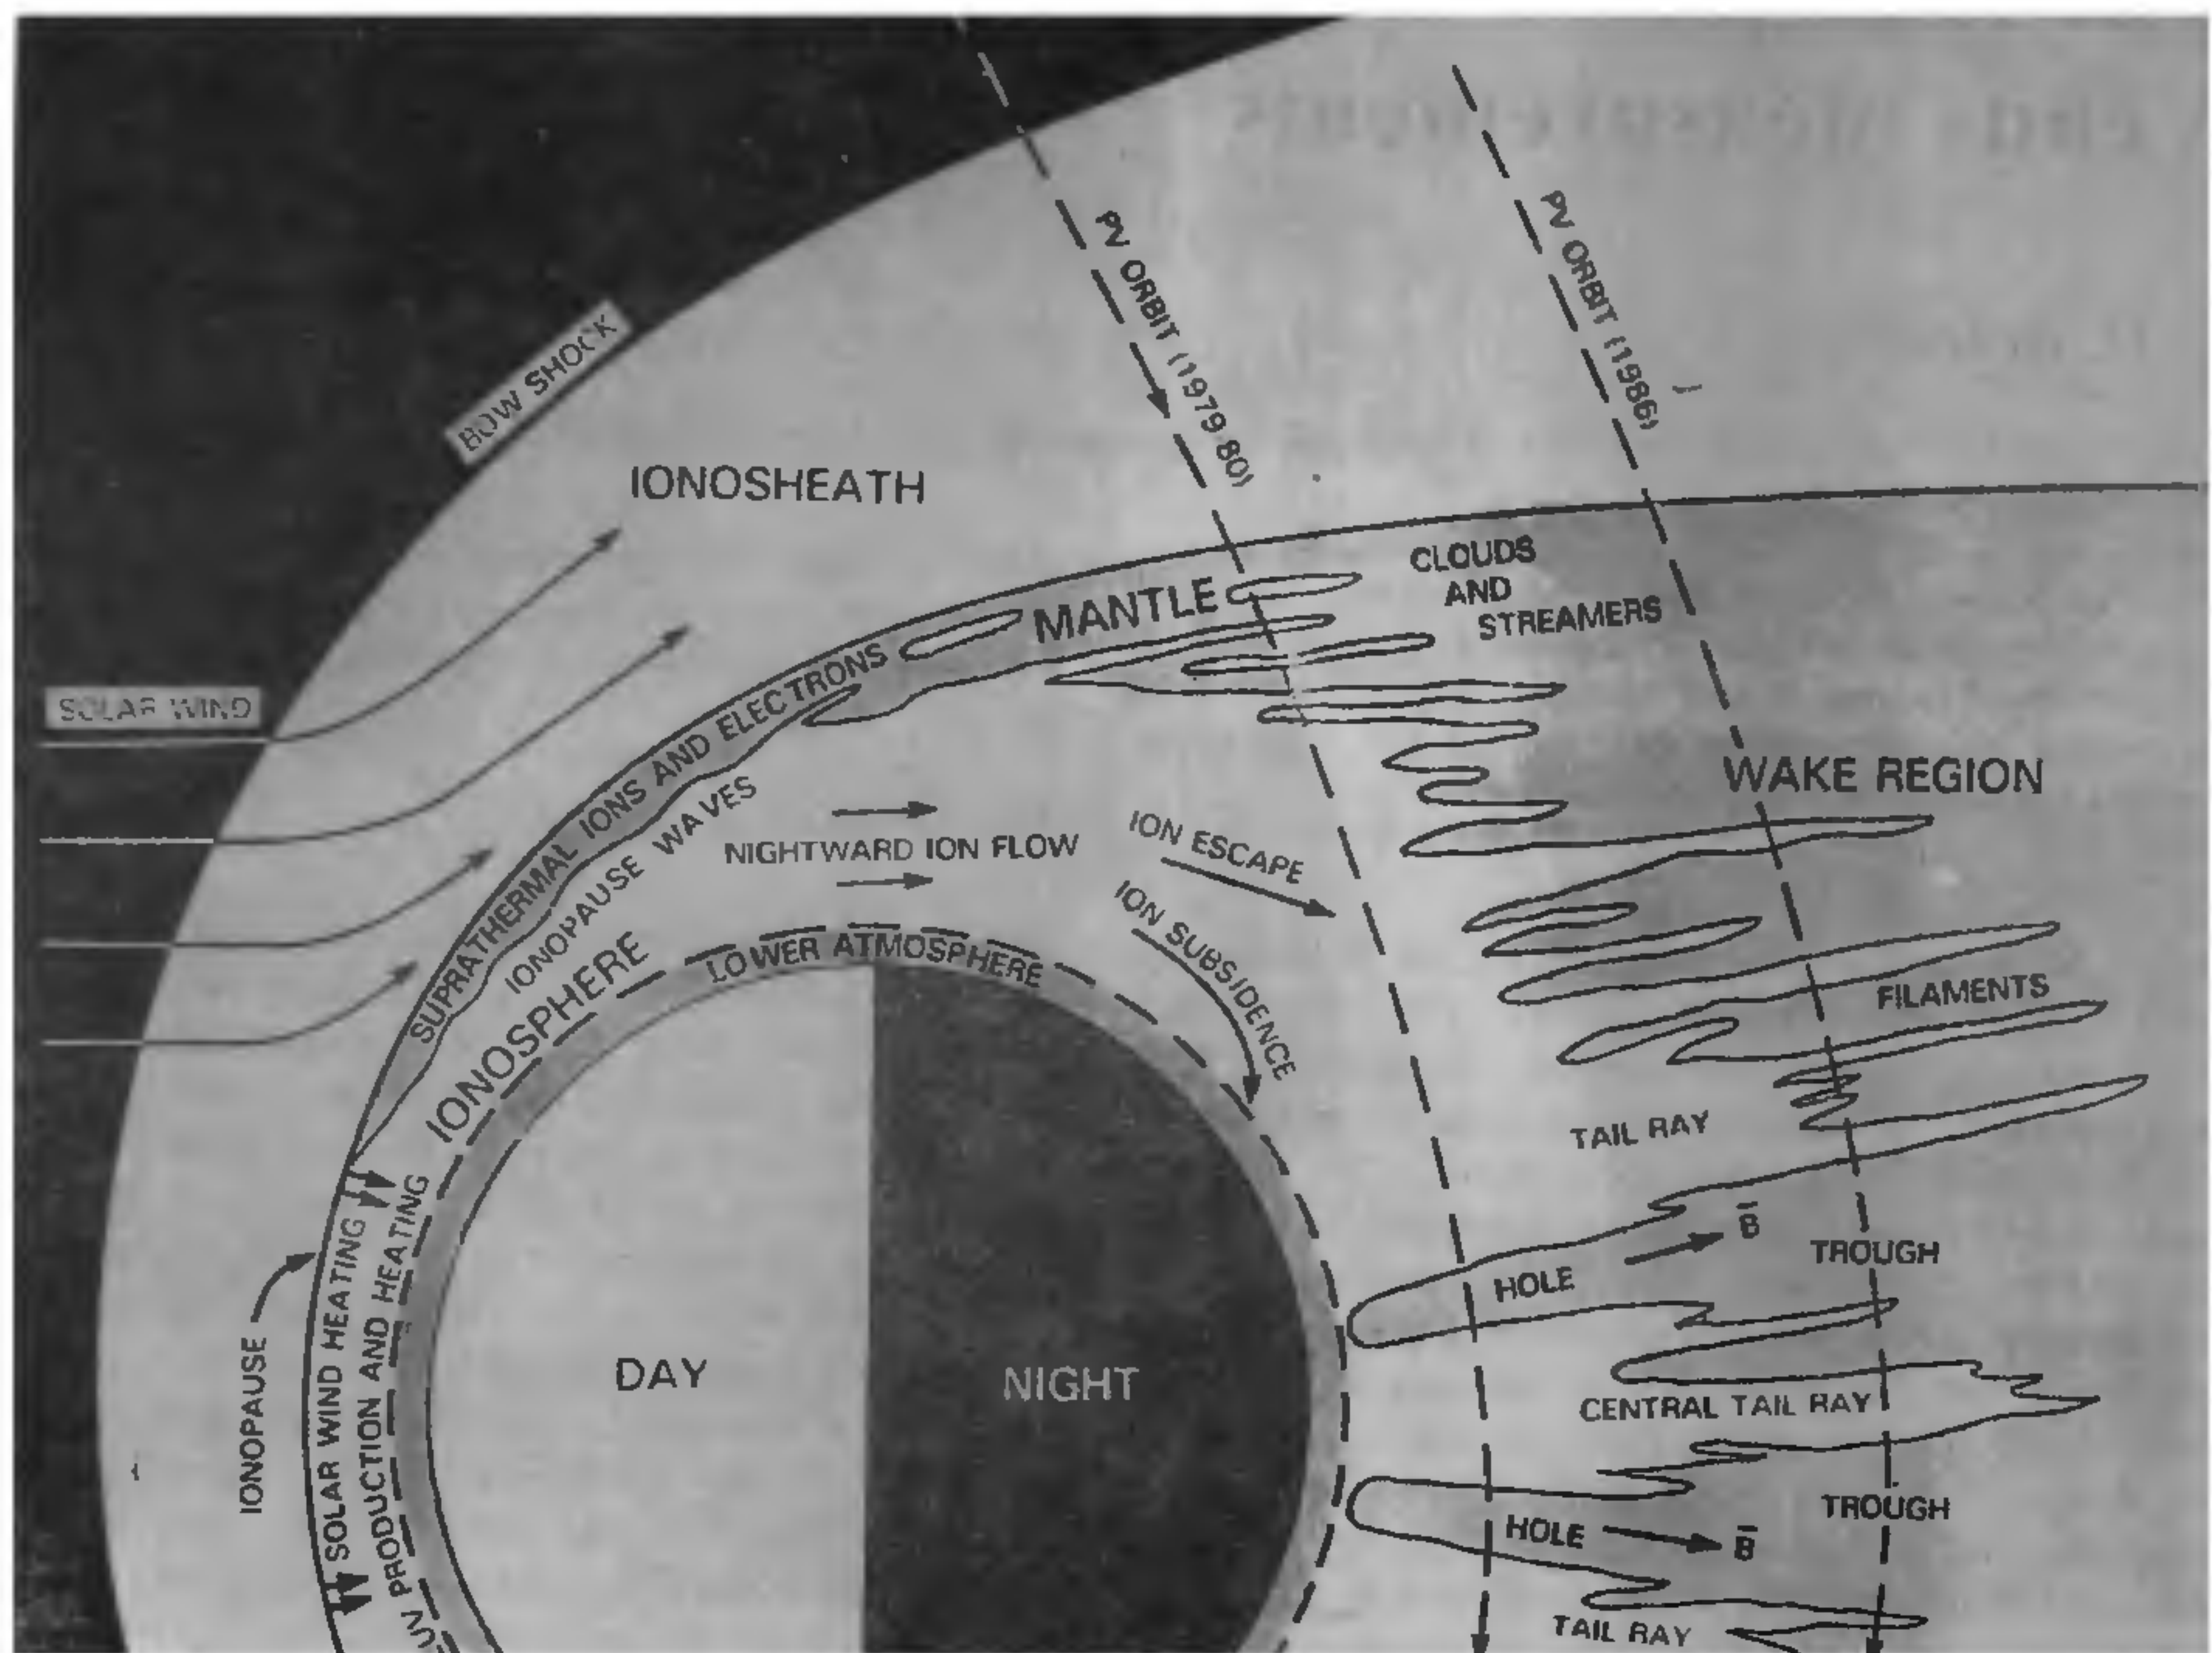 PV ORBIT (1979 80)
PV ORBIT (1986)
BOW SHOCK
IONOSHEATH
CLOUDS
AND
STREAMERS
MANTLE
SOLAR WIND
SUPRATHERMAL IONS AND ELECTRONS
WAKE REGION
IONOPAUSE WAVES
NIGHTWARD ION FLOW
ION ESCAPE
ION SUBSIDENCE
IONOSPHERE
LOWER ATMOSPHERE
FILAMENTS
TAIL RAY
B̄
HOLE
TROUGH
IONOPAUSE
SOLAR WIND HEATING
UV PRODUCTION AND HEATING
DAY
NIGHT
CENTRAL TAIL RAY
TROUGH
HOLE
B̄
TAIL RAY